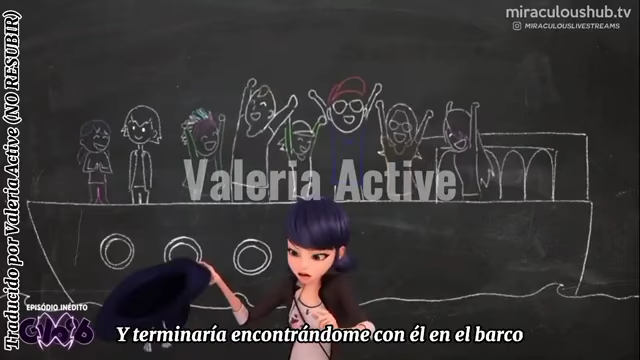 miraculoushub.tv
MIRACULOUSLIVESTREAMS
Traducido por Valeria Active (NO RESUBIR)
Valeria Active
EPISÓDIO INÉDITO
Y terminaría encontrándome con él en el barco